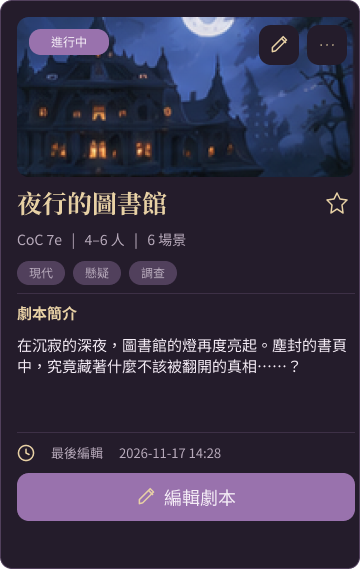 進行中
夜行的圖書館
CoC 7e | 4–6 人 | 6 場景
現代 懸疑 調查
劇本簡介
在沉寂的深夜，圖書館的燈再度亮起。塵封的書頁
中，究竟藏著什麼不該被翻開的真相⋯⋯？
最後編輯 2026-11-17 14:28
編輯劇本